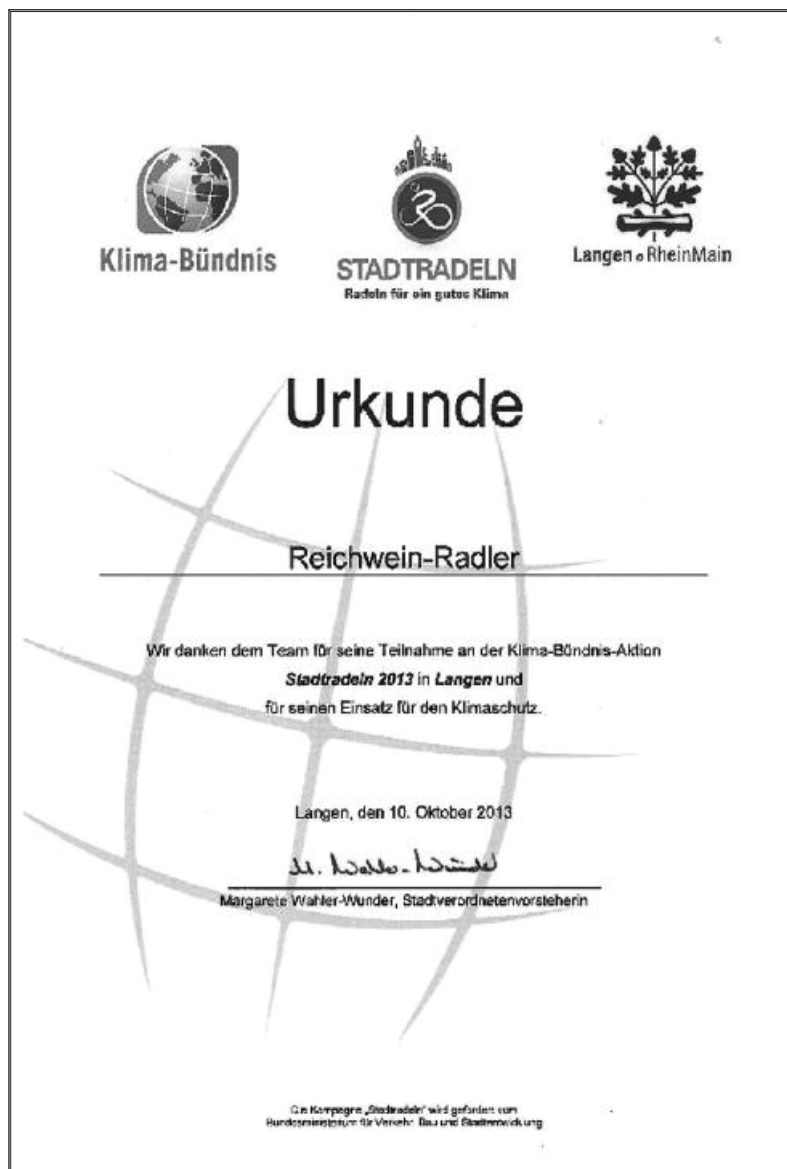 Klima-Bündnis
STADTRADELN
Radeln für ein gutes Klima
Langen RheinMain
Urkunde
Reichwein-Radler
Wir danken dem Team für seine Teilnahme an der Klima-Bündnis-Aktion
Stadtradeln 2013 in Langen und
für seinen Einsatz für den Klimaschutz.
Langen, den 10. Oktober 2013
M. Wahler-Wunder
Margarete Wahler-Wunder, Stadtverordnetenvorsteherin
Die Kampagne „Stadtradeln“ wird gefördert vom
Bundesministerium für Verkehr, Bau und Stadtentwicklung